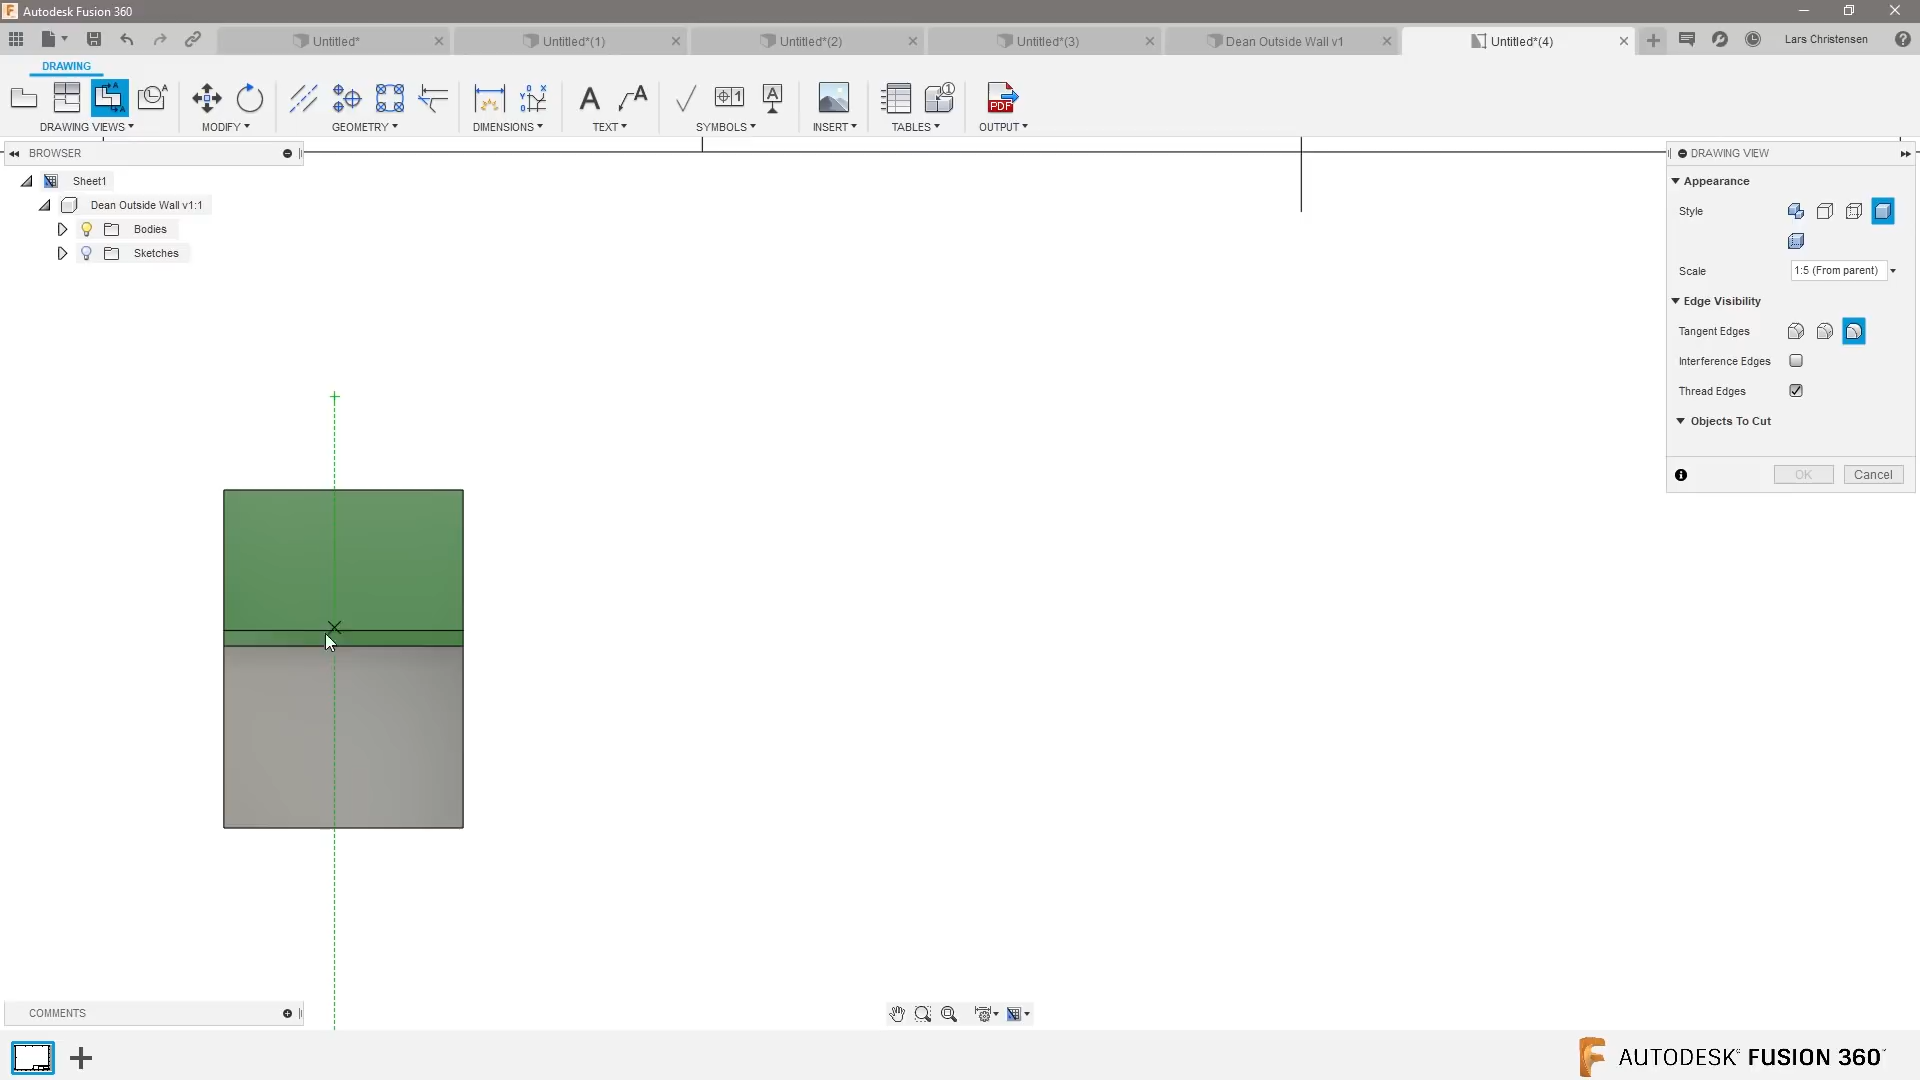 Autodesk Fusion 360
Untitled*
Untitled*(1)
Untitled*(2)
Untitled*(3)
Dean Outside Wall v1
Untitled*(4)
Lars Christensen
DRAWING
DRAWING VIEWS
MODIFY
GEOMETRY
DIMENSIONS
TEXT
SYMBOLS
INSERT
TABLES
OUTPUT
BROWSER
Sheet1
Dean Outside Wall v1:1
Bodies
Sketches
DRAWING VIEW
Appearance
Style
Scale
1:5 (From parent)
Edge Visibility
Tangent Edges
Interference Edges
Thread Edges
Objects To Cut
OK
Cancel
COMMENTS
AUTODESK® FUSION 360™